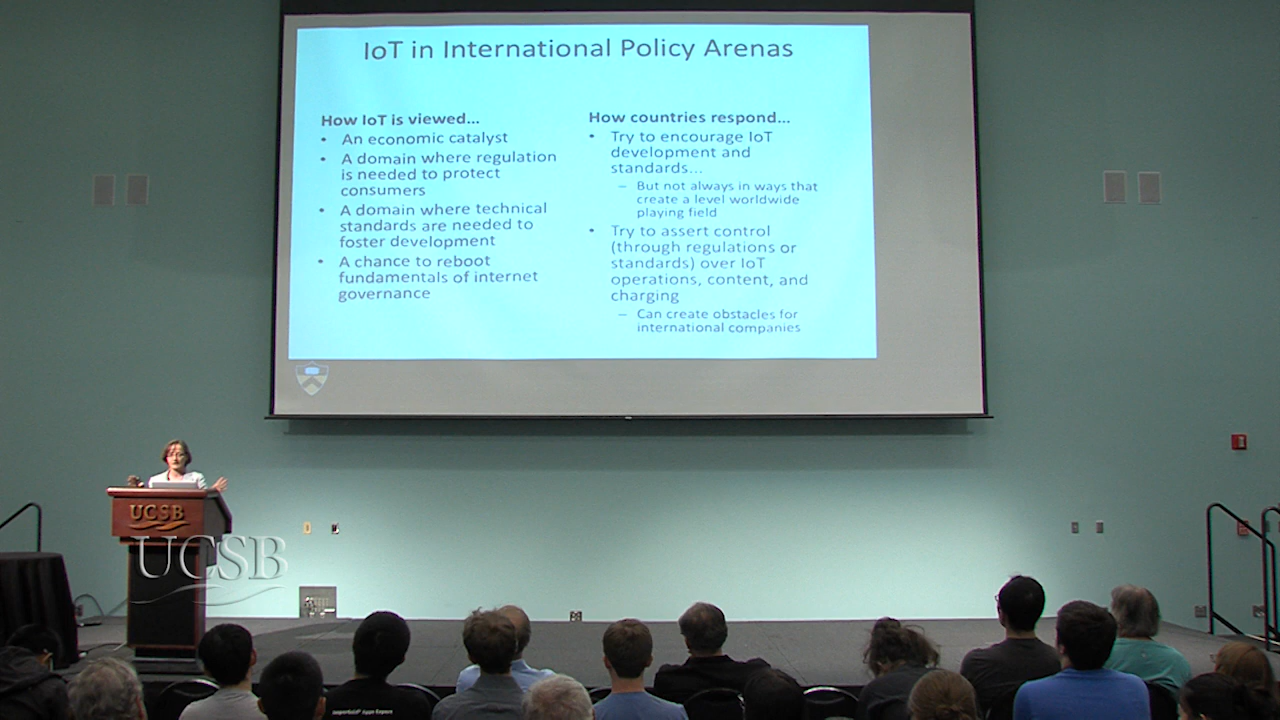 IoT in International Policy Arenas
How IoT is viewed...
• An economic catalyst
• A domain where regulation
is needed to protect
consumers
• A domain where technical
standards are needed to
foster development
• A chance to reboot
fundamentals of internet
governance
How countries respond...
• Try to encourage IoT
development and
standards...
– But not always in ways that
create a level worldwide
playing field
• Try to assert control
(through regulations or
standards) over IoT
operations, content, and
charging
– Can create obstacles for
international companies
UCSB
UCSB